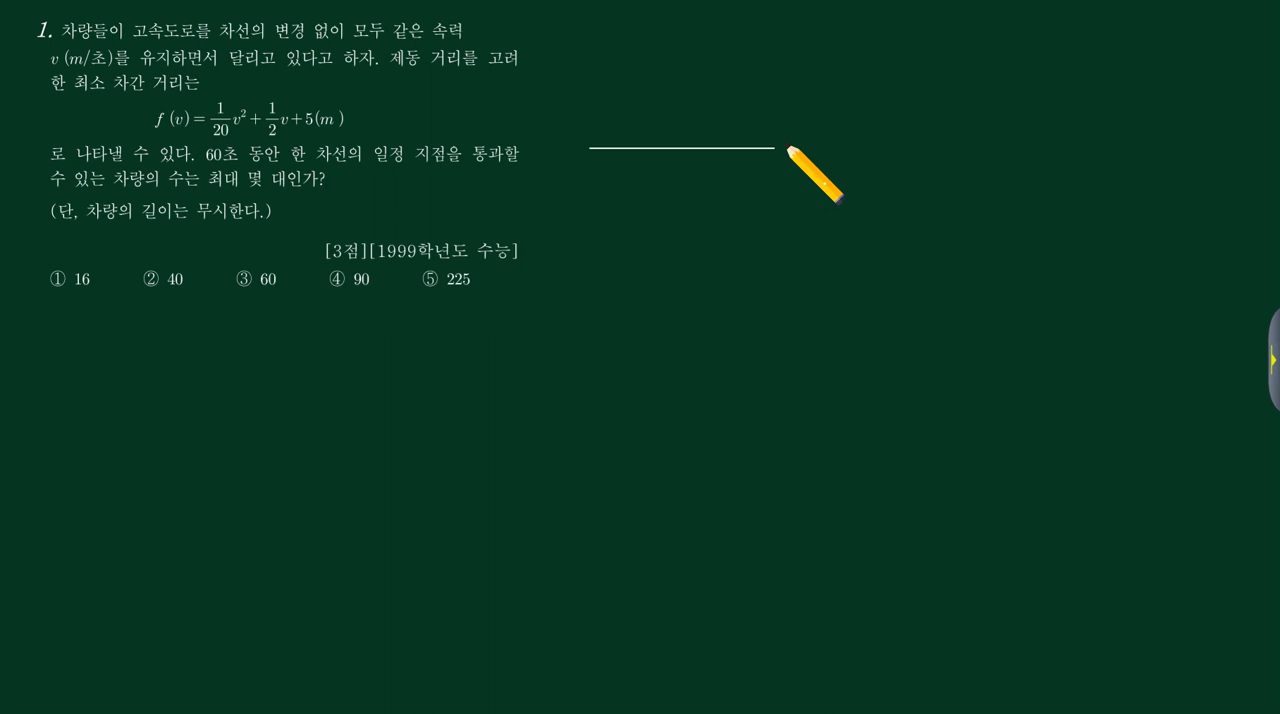 1. 차량들이 고속도로를 차선의 변경 없이 모두 같은 속력
v (m/초)를 유지하면서 달리고 있다고 하자. 제동 거리를 고려
한 최소 차간 거리는
f (v) = 1/20 v² + 1/2 v + 5(m )
로 나타낼 수 있다. 60초 동안 한 차선의 일정 지점을 통과할
수 있는 차량의 수는 최대 몇 대인가?
(단, 차량의 길이는 무시한다.)
[3점][1999학년도 수능]
① 16 ② 40 ③ 60 ④ 90 ⑤ 225